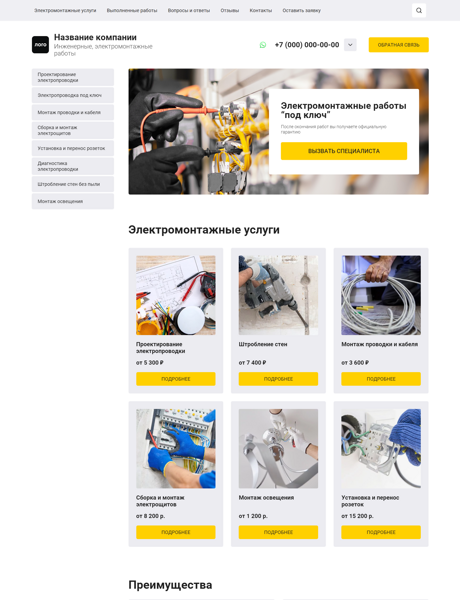 Электромонтажные услуги Выполненные работы Вопросы и ответы Отзывы Контакты Оставить заявку
лого
Название компании
Инженерные, электромонтажные
работы
+7 (000) 000-00-00
ОБРАТНАЯ СВЯЗЬ
Проектирование
электропроводки
Электропроводка под ключ
Монтаж проводки и кабеля
Сборка и монтаж
электрощитов
Установка и перенос розеток
Диагностика
электропроводки
Штробление стен без пыли
Монтаж освещения
Электромонтажные работы
“под ключ”
После окончания работ вы получаете официальную
гарантию.
ВЫЗВАТЬ СПЕЦИАЛИСТА
Электромонтажные услуги
Проектирование
электропроводки
от 5 300 ₽
ПОДРОБНЕЕ
Штробление стен
от 7 400 ₽
ПОДРОБНЕЕ
Монтаж проводки и кабеля
от 3 600 ₽
ПОДРОБНЕЕ
Сборка и монтаж
электрощитов
от 8 200 р.
ПОДРОБНЕЕ
Монтаж освещения
от 1 200 р.
ПОДРОБНЕЕ
Установка и перенос
розеток
от 15 200 р.
ПОДРОБНЕЕ
Преимущества